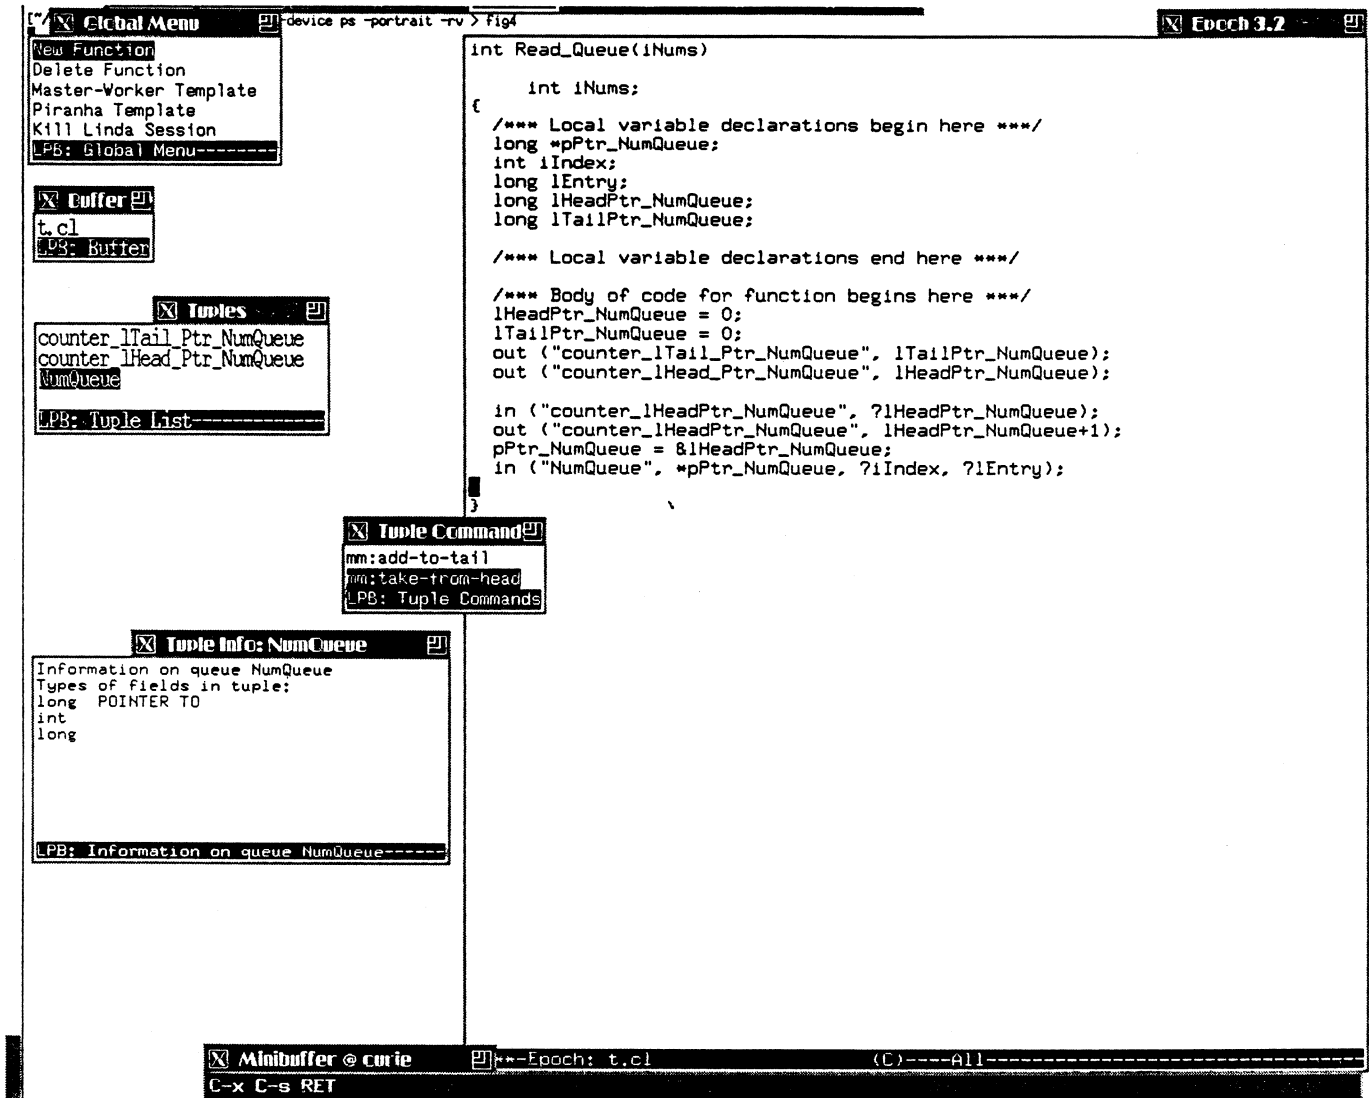 ["/
-device ps -portrait -rv > fig4
Global Menu
New Function
Delete Function
Master-Worker Template
Piranha Template
Kill Linda Session
LPB: Global Menu--------
Buffer
t.cl
LPB: Buffer
Tuples
counter_lTail_Ptr_NumQueue
counter_lHead_Ptr_NumQueue
NumQueue
LPB: Tuple List-------------
Epoch 3.2
int Read_Queue(iNums)
int iNums;
{
/*** Local variable declarations begin here ***/
long *pPtr_NumQueue;
int iIndex;
long lEntry;
long lHeadPtr_NumQueue;
long lTailPtr_NumQueue;
/*** Local variable declarations end here ***/
/*** Body of code for function begins here ***/
lHeadPtr_NumQueue = 0;
lTailPtr_NumQueue = 0;
out ("counter_lTail_Ptr_NumQueue", lTailPtr_NumQueue);
out ("counter_lHead_Ptr_NumQueue", lHeadPtr_NumQueue);
in ("counter_lHeadPtr_NumQueue", ?lHeadPtr_NumQueue);
out ("counter_lHeadPtr_NumQueue", lHeadPtr_NumQueue+1);
pPtr_NumQueue = &lHeadPtr_NumQueue;
in ("NumQueue", *pPtr_NumQueue, ?iIndex, ?lEntry);
}
Tuple Command
mm:add-to-tail
mm:take-from-head
LPB: Tuple Commands
Tuple Info: NumQueue
Information on queue NumQueue
Types of fields in tuple:
long POINTER TO
int
long
LPB: Information on queue NumQueue------
Minibuffer @ curie
**-Epoch: t.cl (C)----All-----------------------------------
C-x C-s RET